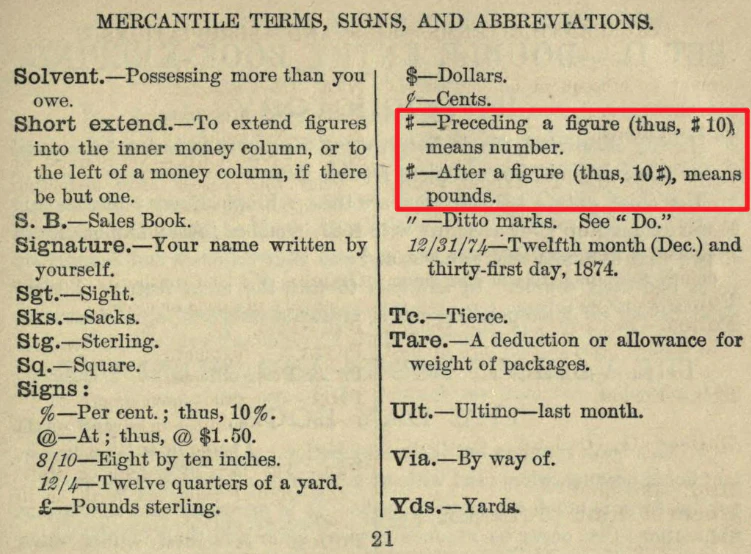 MERCANTILE TERMS, SIGNS, AND ABBREVIATIONS.
Solvent.—Possessing more than you
owe.
Short extend.—To extend figures
into the inner money column, or to
the left of a money column, if there
be but one.
S. B.—Sales Book.
Signature.—Your name written by
yourself.
Sgt.—Sight.
Sks.—Sacks.
Stg.—Sterling.
Sq.—Square.
Signs:
%—Per cent.; thus, 10%.
@—At; thus, @ $1.50.
8/10—Eight by ten inches.
12/4—Twelve quarters of a yard.
£—Pounds sterling.
$—Dollars.
¢—Cents.
#—Preceding a figure (thus, # 10),
means number.
#—After a figure (thus, 10#), means
pounds.
〃—Ditto marks. See “Do.”
12/31/74—Twelfth month (Dec.) and
thirty-first day, 1874.
Tc.—Tierce.
Tare.—A deduction or allowance for
weight of packages.
Ult.—Ultimo—last month.
Via.—By way of.
Yds.—Yards.
21